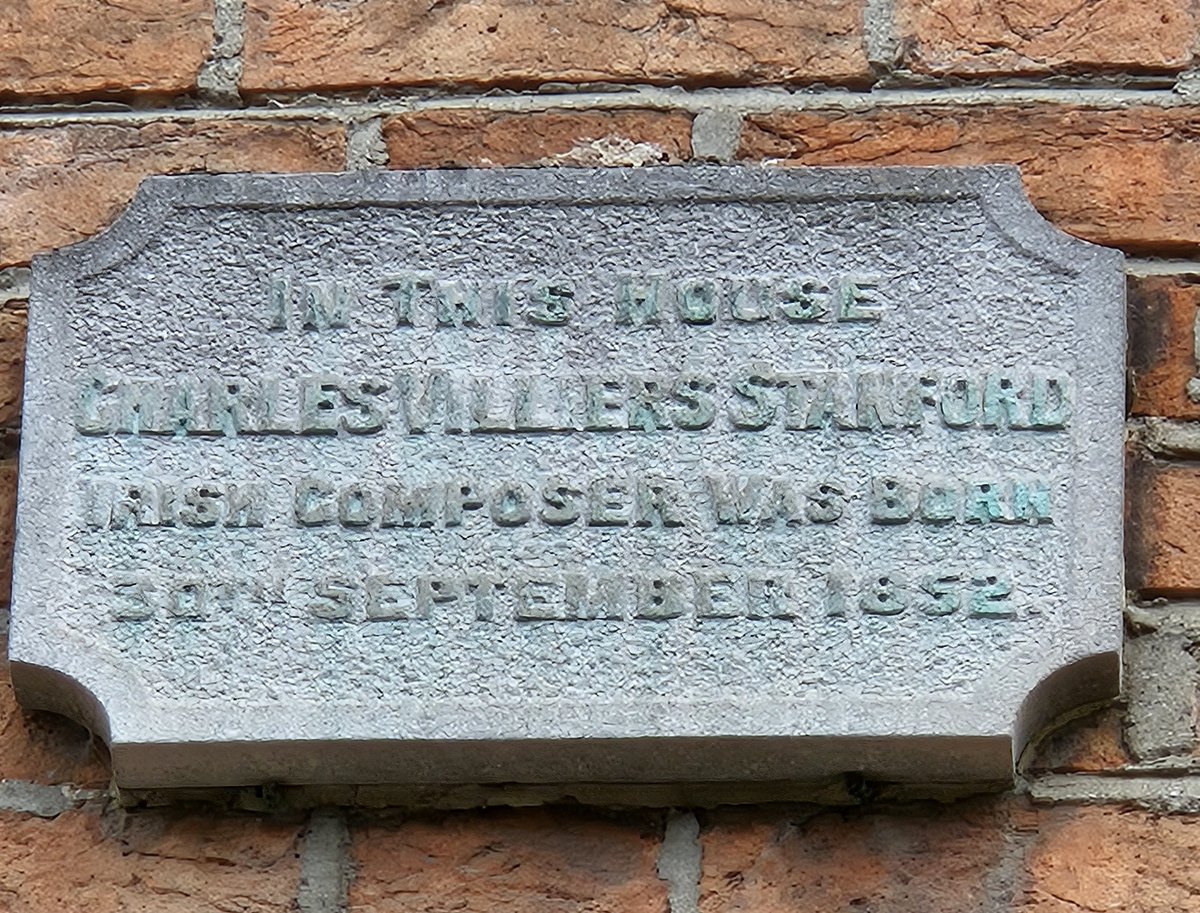 IN THIS HOUSE
CHARLES VILLIERS STANFORD
IRISH COMPOSER WAS BORN
30TH SEPTEMBER 1852